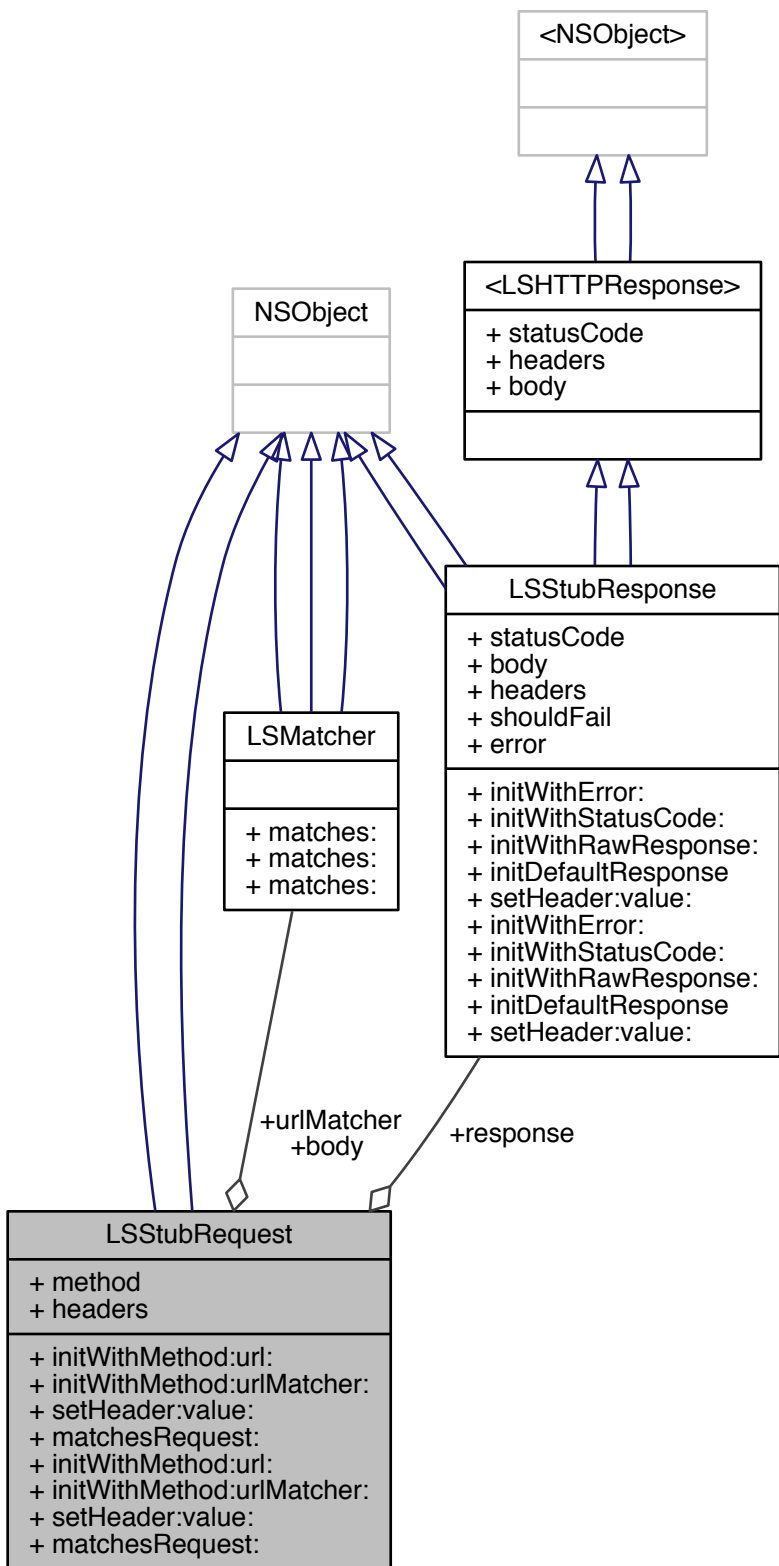 <NSObject>
<LSHTTPResponse>
+ statusCode
+ headers
+ body
NSObject
LSStubResponse
+ statusCode
+ body
+ headers
+ shouldFail
+ error
+ initWithError:
+ initWithStatusCode:
+ initWithRawResponse:
+ initDefaultResponse
+ setHeader:value:
+ initWithError:
+ initWithStatusCode:
+ initWithRawResponse:
+ initDefaultResponse
+ setHeader:value:
LSMatcher
+ matches:
+ matches:
+ matches:
+urlMatcher
+body
+response
LSStubRequest
+ method
+ headers
+ initWithMethod:url:
+ initWithMethod:urlMatcher:
+ setHeader:value:
+ matchesRequest:
+ initWithMethod:url:
+ initWithMethod:urlMatcher:
+ setHeader:value:
+ matchesRequest: